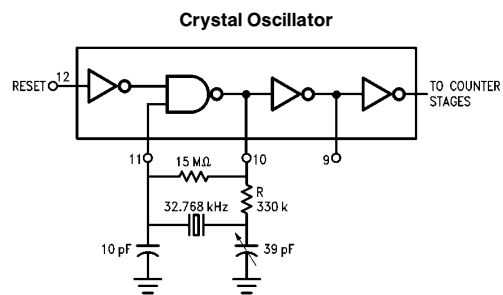 Crystal Oscillator
RESET
12
TO COUNTER
STAGES
11
15 MΩ
10
9
R
330 k
32.768 kHz
10 pF
39 pF